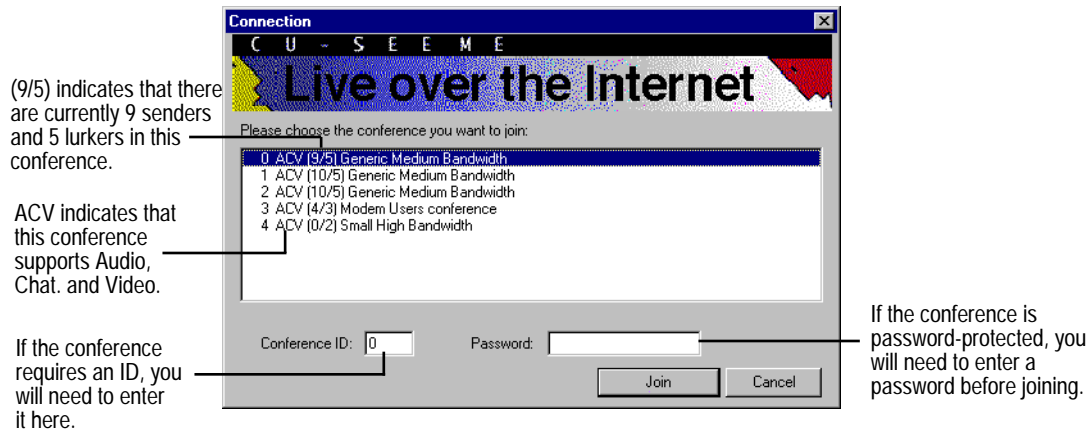 Connection
CU-SEEME
Live over the Internet
(9/5) indicates that there
are currently 9 senders
and 5 lurkers in this
conference.
Please choose the conference you want to join:
0 ACV (9/5) Generic Medium Bandwidth
1 ACV (10/5) Generic Medium Bandwidth
2 ACV (10/5) Generic Medium Bandwidth
3 ACV (4/3) Modem Users conference
4 ACV (0/2) Small High Bandwidth
ACV indicates that
this conference
supports Audio,
Chat. and Video.
If the conference
requires an ID, you
will need to enter
it here.
Conference ID: 0
Password:
Join
Cancel
If the conference is
password-protected, you
will need to enter a
password before joining.